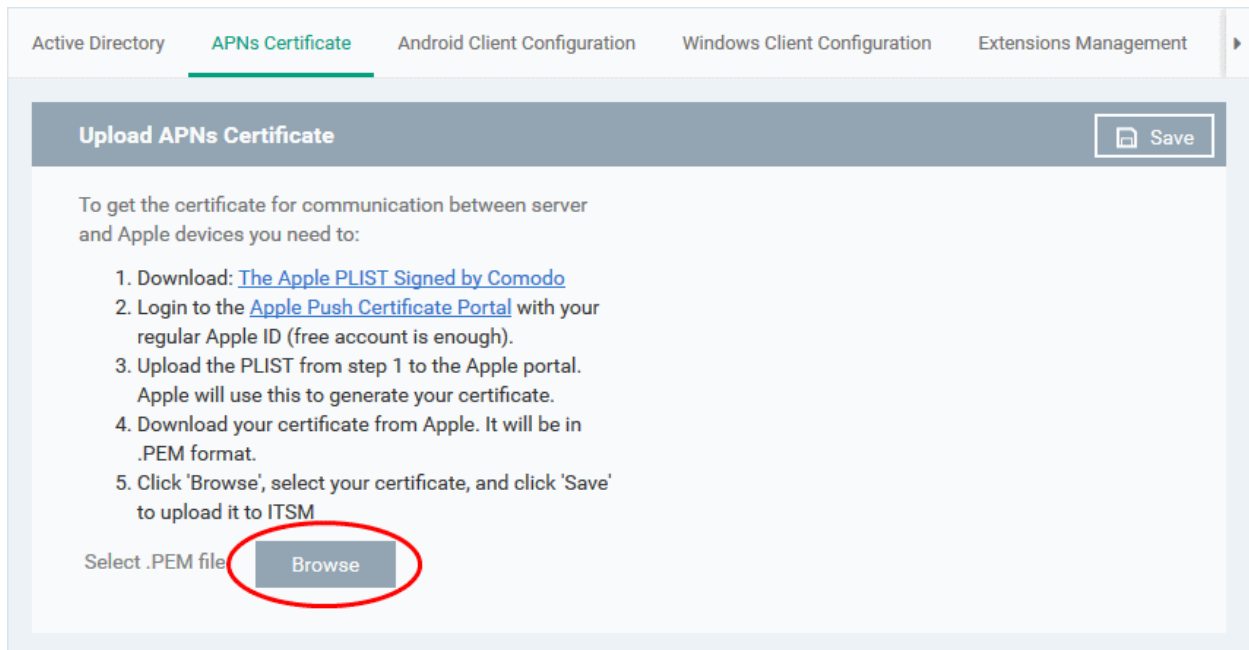 Active Directory APNs Certificate Android Client Configuration Windows Client Configuration Extensions Management
Upload APNs Certificate Save
To get the certificate for communication between server
and Apple devices you need to:
1. Download: The Apple PLIST Signed by Comodo
2. Login to the Apple Push Certificate Portal with your
regular Apple ID (free account is enough).
3. Upload the PLIST from step 1 to the Apple portal.
Apple will use this to generate your certificate.
4. Download your certificate from Apple. It will be in
.PEM format.
5. Click 'Browse', select your certificate, and click 'Save'
to upload it to ITSM
Select .PEM file Browse